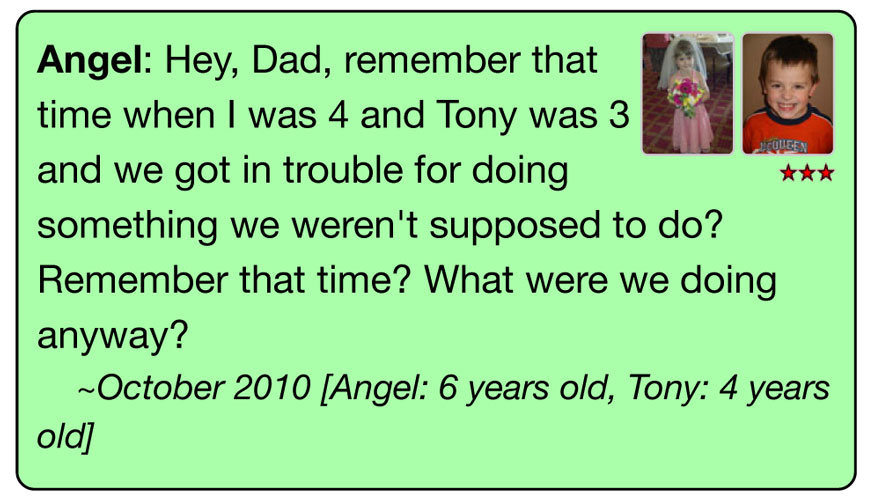 Angel: Hey, Dad, remember that
time when I was 4 and Tony was 3
and we got in trouble for doing
something we weren't supposed to do?
Remember that time? What were we doing
anyway?
~October 2010 [Angel: 6 years old, Tony: 4 years
old]